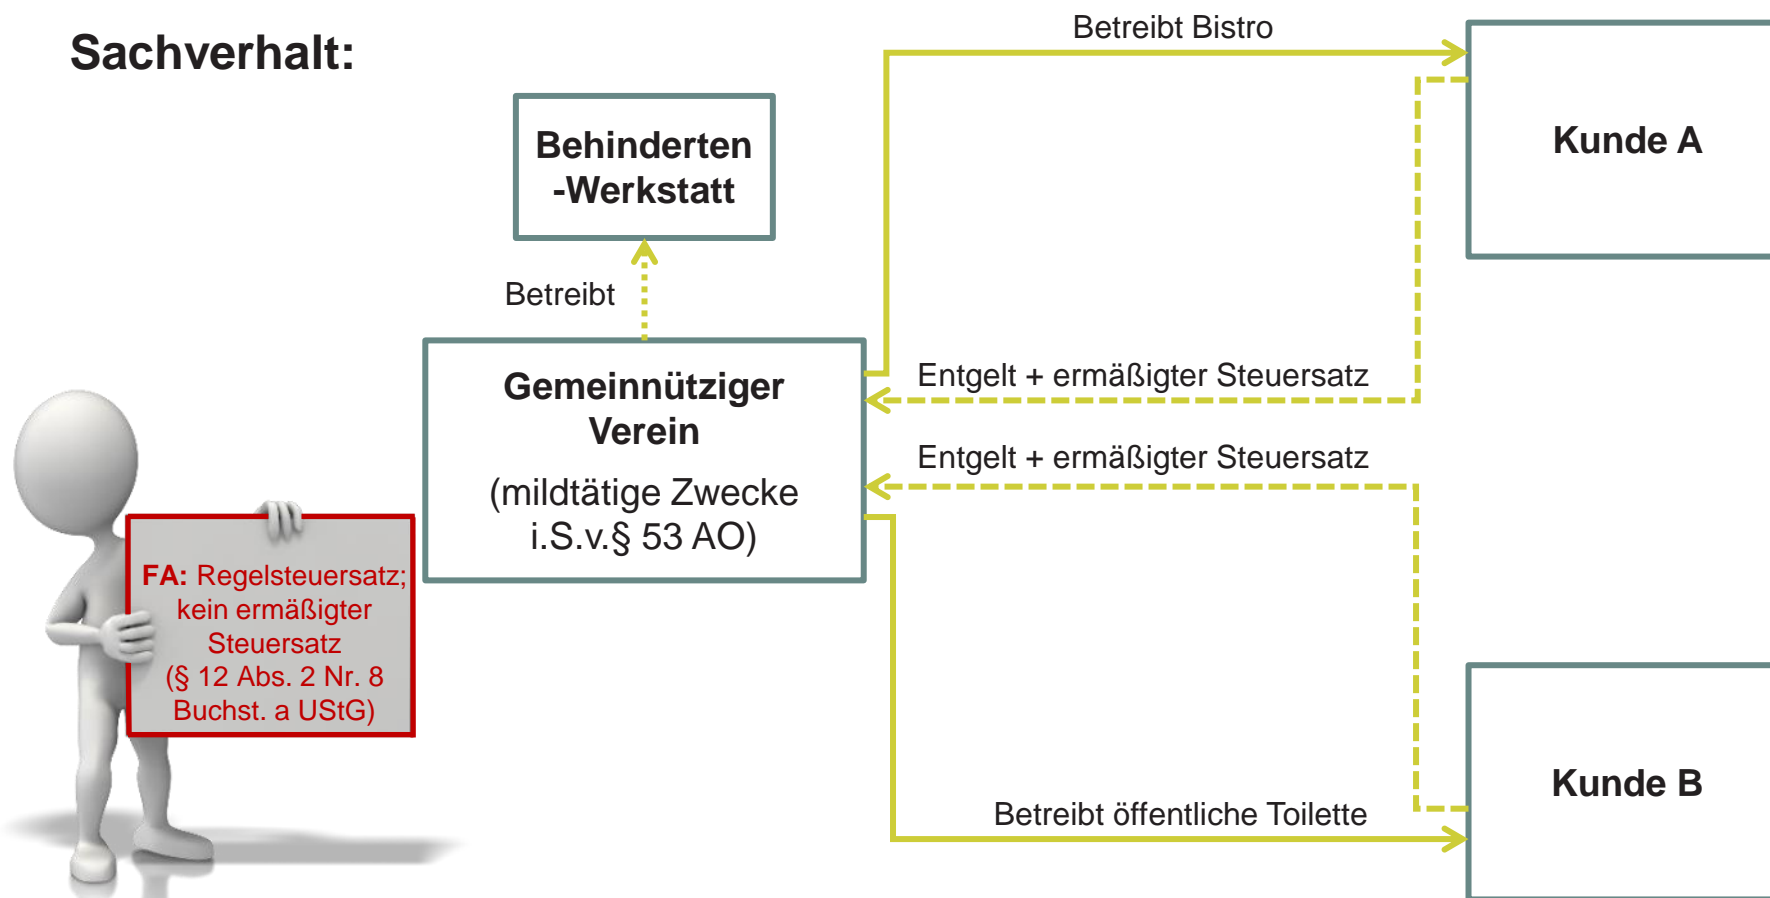 Sachverhalt:
Betreibt Bistro
Kunde A
Behinderten
-Werkstatt
Betreibt
Gemeinnütziger
Verein
(mildtätige Zwecke
i.S.v.§ 53 AO)
Entgelt + ermäßigter Steuersatz
Entgelt + ermäßigter Steuersatz
FA: Regelsteuersatz;
kein ermäßigter
Steuersatz
(§ 12 Abs. 2 Nr. 8
Buchst. a UStG)
Betreibt öffentliche Toilette
Kunde B